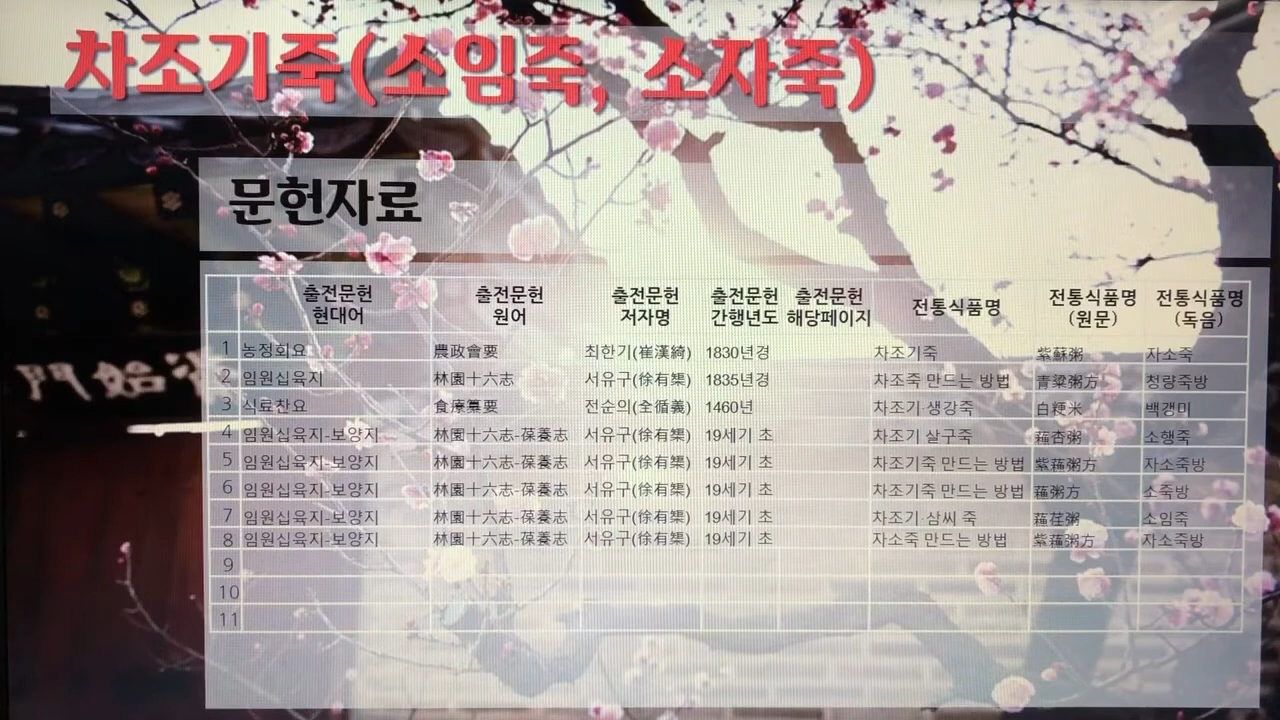 차조기죽(소임죽, 소자죽)
문헌자료
출전문헌 현대어 출전문헌 원어 출전문헌 저자명 출전문헌 간행년도 출전문헌 해당페이지 전통식품명 전통식품명 (원문) 전통식품명 (독음)
1 농정회요 農政會要 최한기(崔漢綺) 1830년경 차조기죽 紫蘇粥 자소죽
2 임원십육지 林園十六志 서유구(徐有榘) 1835년경 차조죽 만드는 방법 青粱粥方 청량죽방
3 식료찬요 食療纂要 전순의(全循義) 1460년 차조기 생강죽 白粳米 백갱미
4 임원십육지-보양지 林園十六志-葆養志 서유구(徐有榘) 19세기 초 차조기 살구죽 蘓杏粥 소행죽
5 임원십육지-보양지 林園十六志-葆養志 서유구(徐有榘) 19세기 초 차조기죽 만드는 방법 紫蘓粥方 자소죽방
6 임원십육지-보양지 林園十六志-葆養志 서유구(徐有榘) 19세기 초 차조기죽 만드는 방법 蘓粥方 소죽방
7 임원십육지-보양지 林園十六志-葆養志 서유구(徐有榘) 19세기 초 차조기·삼씨 죽 蘓荏粥 소임죽
8 임원십육지-보양지 林園十六志-葆養志 서유구(徐有榘) 19세기 초 자소죽 만드는 방법 紫蘓粥方 자소죽방
9
10
11
門始